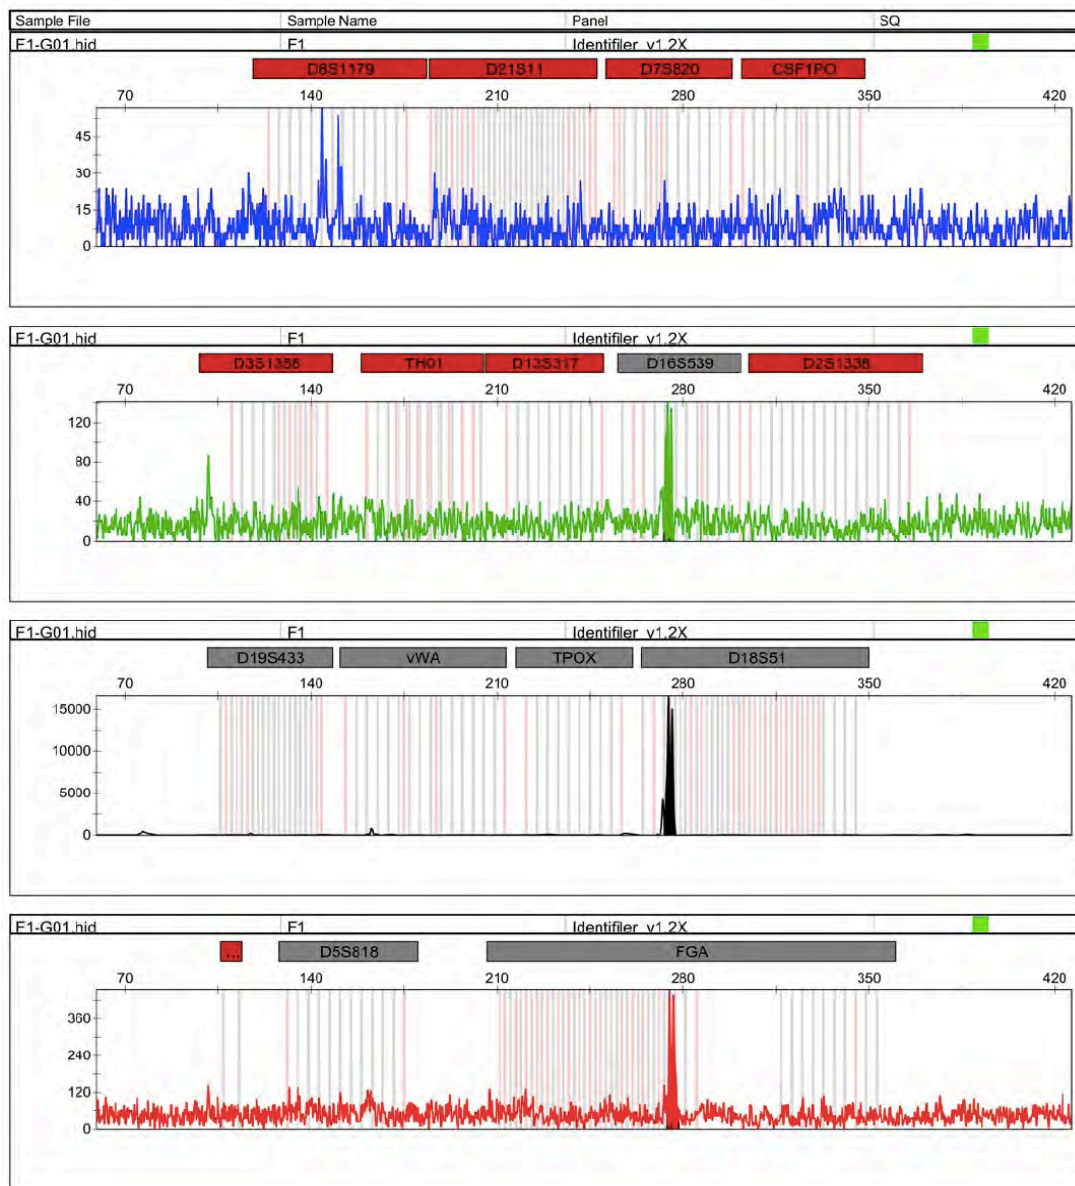 Sample File Sample Name Panel SQ
F1-G01.hid F1 Identifiler_v1.2X
D8S1179 D21S11 D7S820 CSF1PO
70 140 210 280 350 420
45
30
15
0
F1-G01.hid F1 Identifiler_v1.2X
D3S1358 TH01 D13S317 D16S539 D2S1338
70 140 210 280 350 420
120
80
40
0
F1-G01.hid F1 Identifiler_v1.2X
D19S433 vWA TPOX D18S51
70 140 210 280 350 420
15000
10000
5000
0
F1-G01.hid F1 Identifiler_v1.2X
... D5S818 FGA
70 140 210 280 350 420
360
240
120
0